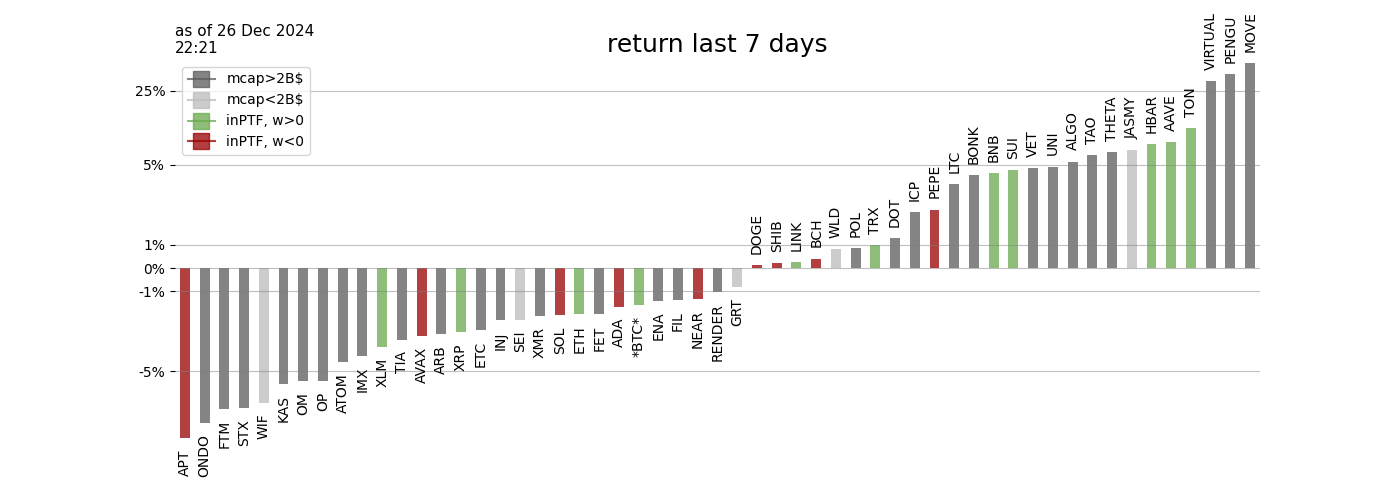 as of 26 Dec 2024
22:21
return last 7 days
mcap>2B$
mcap<2B$
inPTF, w>0
inPTF, w<0
25%
5%
1%
0%
-1%
-5%
APT
ONDO
FTM
STX
WIF
KAS
OM
OP
ATOM
IMX
XLM
TIA
AVAX
ARB
XRP
ETC
INJ
SEI
XMR
SOL
ETH
FET
ADA
*BTC*
ENA
FIL
NEAR
RENDER
GRT
DOGE
SHIB
LINK
BCH
WLD
POL
TRX
DOT
ICP
PEPE
LTC
BONK
BNB
SUI
VET
UNI
ALGO
TAO
THETA
JASMY
HBAR
AAVE
TON
VIRTUAL
PENGU
MOVE